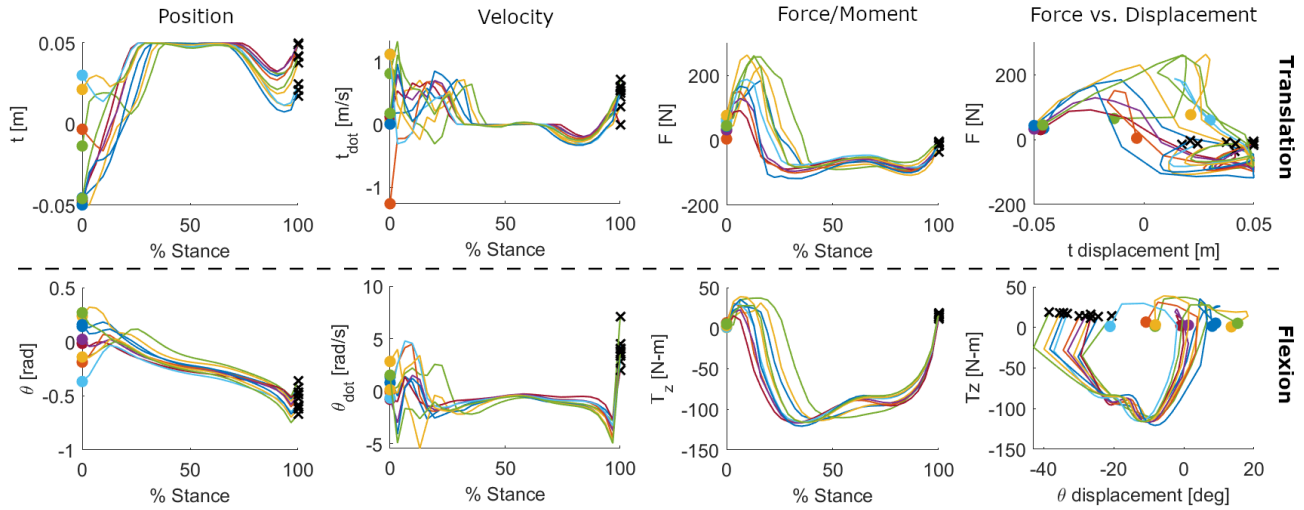 Position Velocity Force/Moment Force vs. Displacement
0.05
0
-0.05
t [m]
0 50 100
% Stance
1
0
-1
t_dot [m/s]
0 50 100
% Stance
200
0
-200
F [N]
0 50 100
% Stance
200
0
-200
F [N]
-0.05 0 0.05
t displacement [m]
Translation
0.5
0
-0.5
-1
θ [rad]
0 50 100
% Stance
10
5
0
-5
θ_dot [rad/s]
0 50 100
% Stance
50
0
-50
-100
-150
T_z [N-m]
0 50 100
% Stance
50
0
-50
-100
-150
Tz [N-m]
-40 -20 0 20
θ displacement [deg]
Flexion